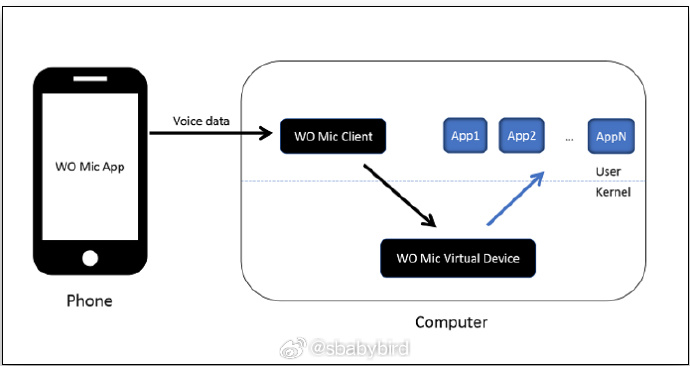 Voice data
WO Mic App
WO Mic Client
App1
App2
...
AppN
User
Kernel
WO Mic Virtual Device
Phone
Computer
@sbabybird